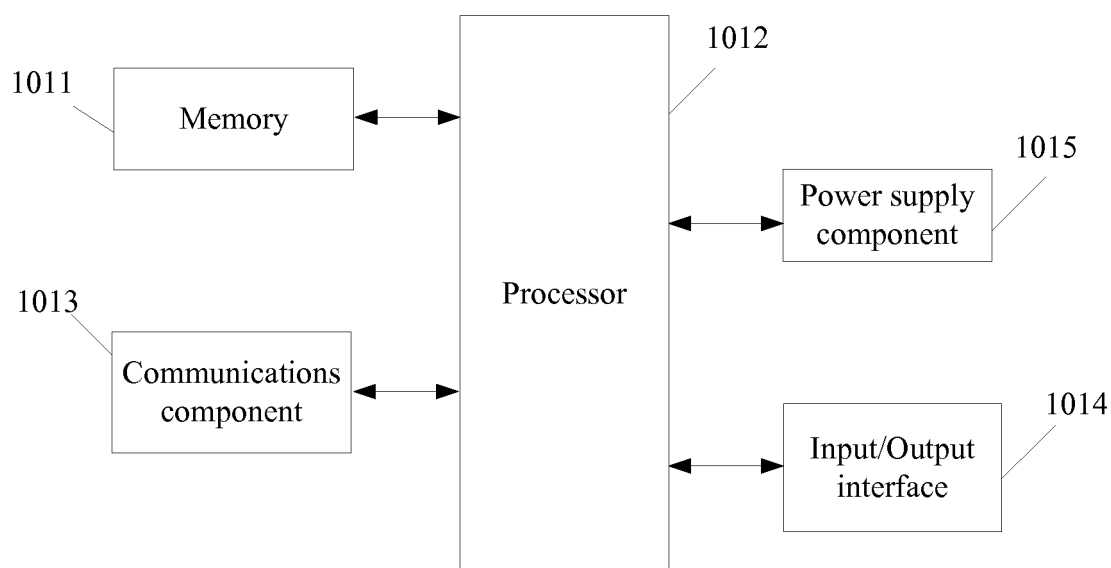 1011
Memory
1012
1015
Power supply
component
Processor
1013
Communications
component
1014
Input/Output
interface